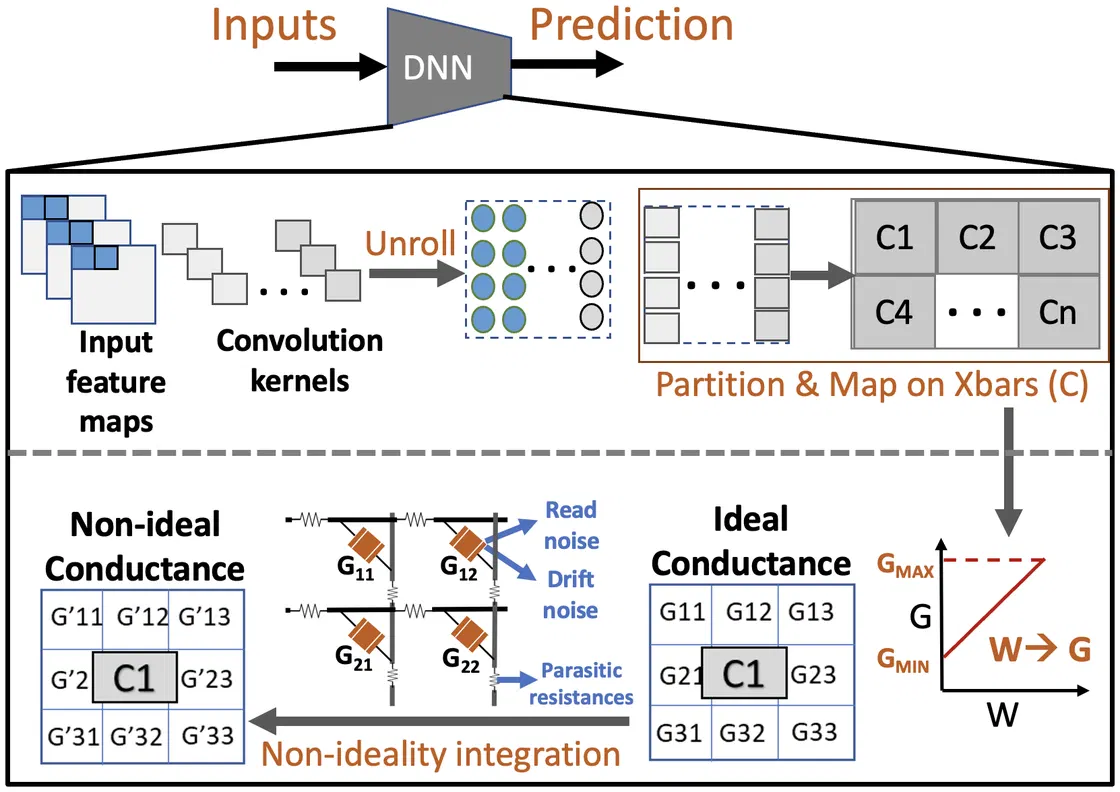 Inputs
Prediction
DNN
Unroll
Input
feature
maps
Convolution
kernels
C1 C2 C3
C4 ... Cn
Partition & Map on Xbars (C)
Non-ideal
Conductance
G'11 G'12 G'13
G'2 C1 G'23
G'31 G'32 G'33
G11
G12
G21
G22
Read
noise
Drift
noise
Parasitic
resistances
Non-ideality integration
Ideal
Conductance
G11 G12 G13
G21 C1 G23
G31 G32 G33
GMAX
G
GMIN
W→ G
W